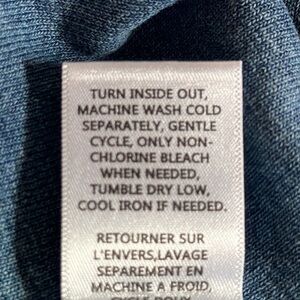 TURN INSIDE OUT,
MACHINE WASH COLD
SEPARATELY, GENTLE
CYCLE, ONLY NON-
CHLORINE BLEACH
WHEN NEEDED,
TUMBLE DRY LOW,
COOL IRON IF NEEDED.
RETOURNER SUR
L'ENVERS,LAVAGE
SEPAREMENT EN
MACHINE A FROID,